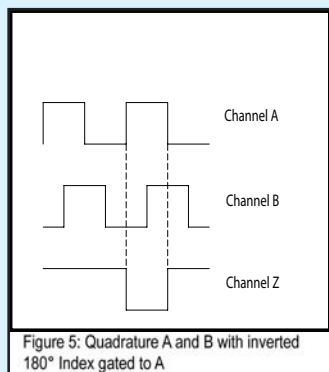 Channel A
Channel B
Channel Z
Figure 5: Quadrature A and B with inverted
180° Index gated to A